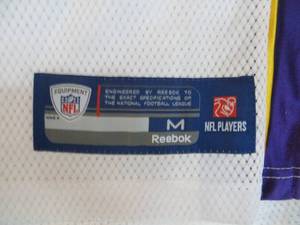 EQUIPMENT
NFL
ENGINEERED BY REEBOK TO
THE EXACT SPECIFICATIONS OF
THE NATIONAL FOOTBALL LEAGUE
M
Reebok
NFL PLAYERS